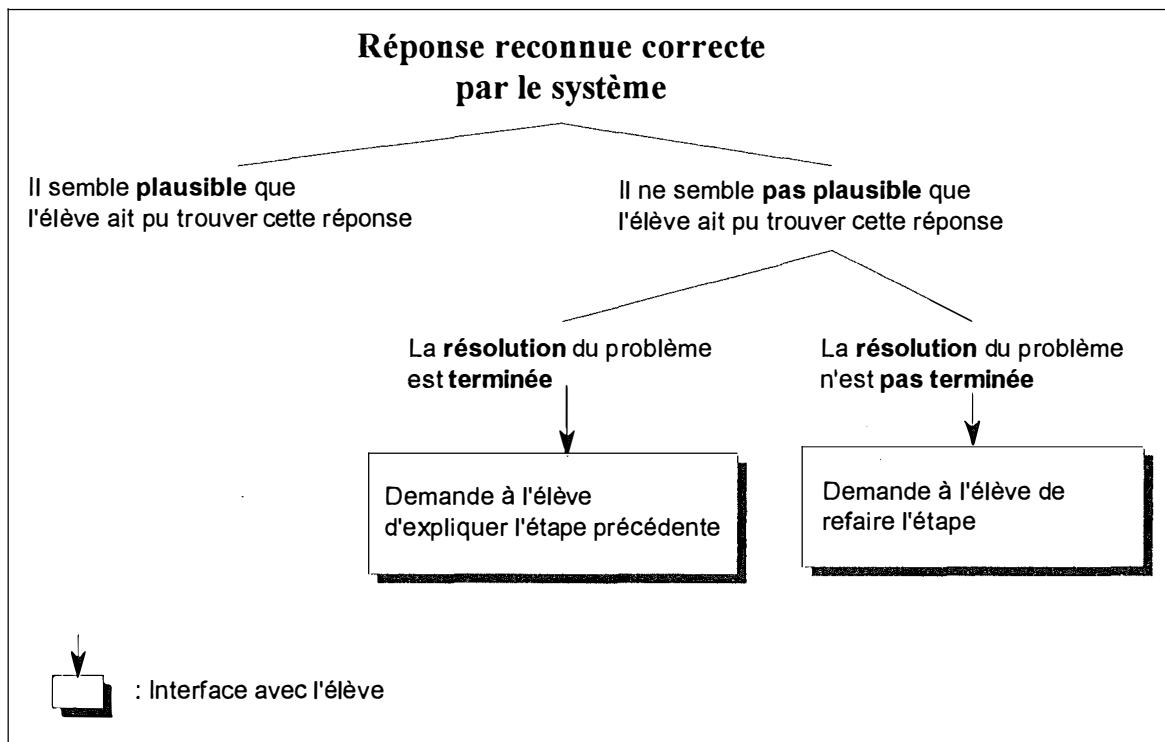 Réponse reconnue correcte
par le système
Il semble plausible que
l'élève ait pu trouver cette réponse
Il ne semble pas plausible que
l'élève ait pu trouver cette réponse
La résolution du problème
est terminée
La résolution du problème
n'est pas terminée
Demande à l'élève
d'expliquer l'étape précédente
Demande à l'élève de
refaire l'étape
: Interface avec l'élève